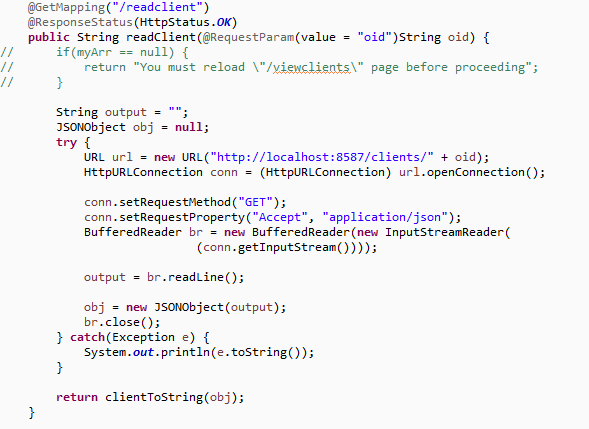 @GetMapping("/readclient")
    @ResponseStatus(HttpStatus.OK)
    public String readClient(@RequestParam(value = "oid")String oid) {
//      if(myArr == null) {
//          return "You must reload \"/viewclients\" page before proceeding";
//      }
        String output = "";
        JSONObject obj = null;
        try {
            URL url = new URL("http://localhost:8587/clients/" + oid);
            HttpURLConnection conn = (HttpURLConnection) url.openConnection();
            conn.setRequestMethod("GET");
            conn.setRequestProperty("Accept", "application/json");
            BufferedReader br = new BufferedReader(new InputStreamReader(
                            (conn.getInputStream())));
            output = br.readLine();
            obj = new JSONObject(output);
            br.close();
        } catch(Exception e) {
            System.out.println(e.toString());
        }
        return clientToString(obj);
    }